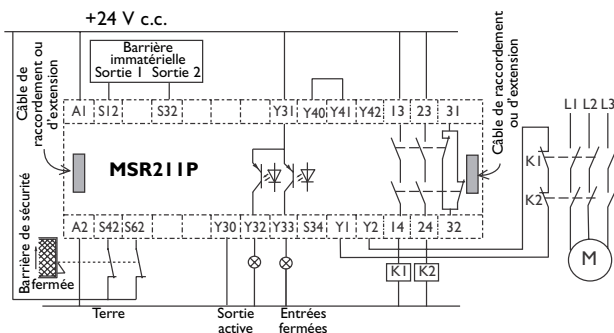 +24 V c.c.
Câble de
raccordement ou
d'extension
Barrière
immatérielle
Sortie 1 Sortie 2
Câble de raccordement
ou d'extension
A1 S12 S32 Y31 Y40 Y41 Y42 13 23 31
L1 L2 L3
MSR211P
K1
K2
A2 S42 S62 Y30 Y32 Y33 S34 Y1 Y2 14 24 32
Barrière de sécurité
fermée
K1 K2
M
Terre
Sortie
active
Entrées
fermées